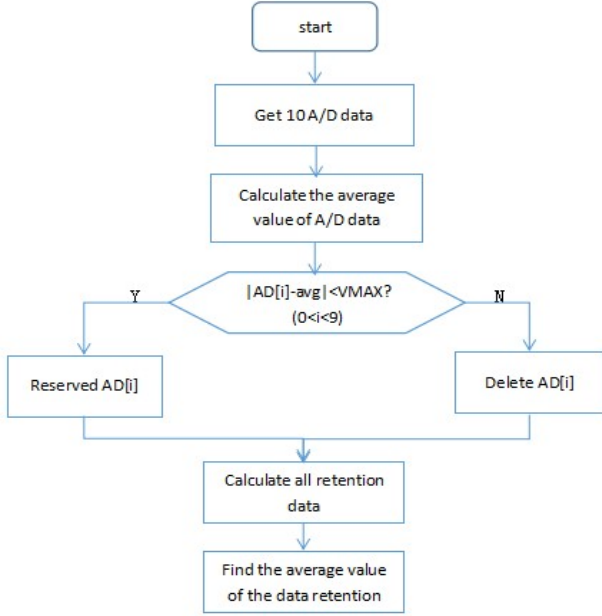 start
Get 10 A/D data
Calculate the average
value of A/D data
|AD[i]-avg|<VMAX?
(0<i<9)
Y
N
Reserved AD[i]
Delete AD[i]
Calculate all retention
data
Find the average value
of the data retention